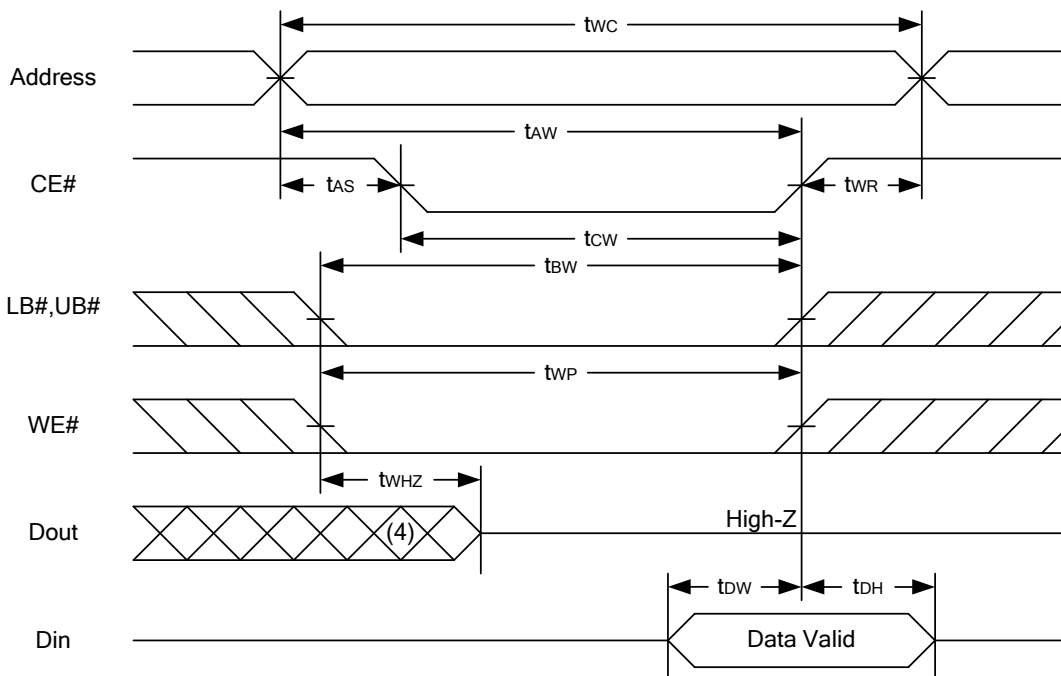 tWC
Address
tAW
CE#
tAS
tWR
tCW
tBW
LB#,UB#
tWP
WE#
tWHZ
Dout
(4)
High-Z
tDW
tDH
Din
Data Valid